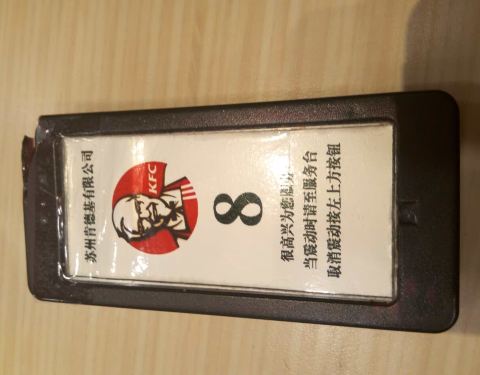 苏州肯德基有限公司
KFC
8
很高兴为您服务
当震动时请至服务台
取消震动按左上方按钮